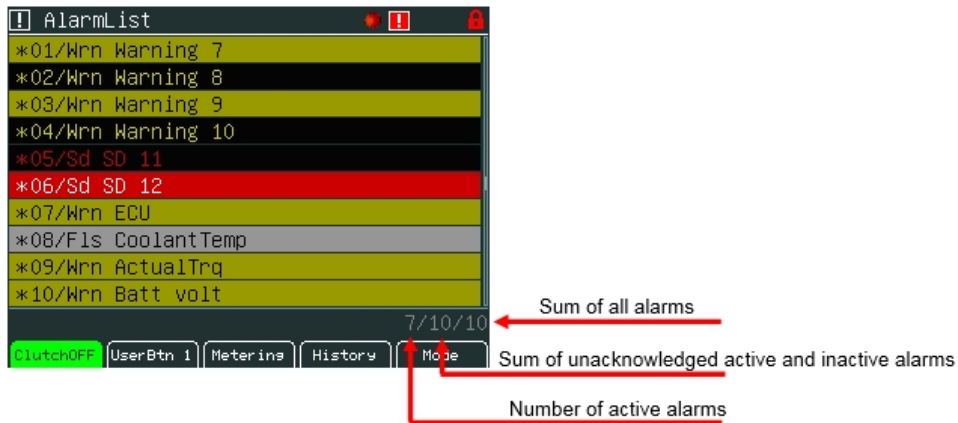 ! AlarmList ! 
*01/Wrn Warning 7
*02/Wrn Warning 8
*03/Wrn Warning 9
*04/Wrn Warning 10
*05/Sd SD 11
*06/Sd SD 12
*07/Wrn ECU
*08/Fls CoolantTemp
*09/Wrn ActualTrq
*10/Wrn Batt volt
7/10/10
Sum of all alarms
ClutchOFF UserBtn 1 Metering History Mode
Sum of unacknowledged active and inactive alarms
Number of active alarms